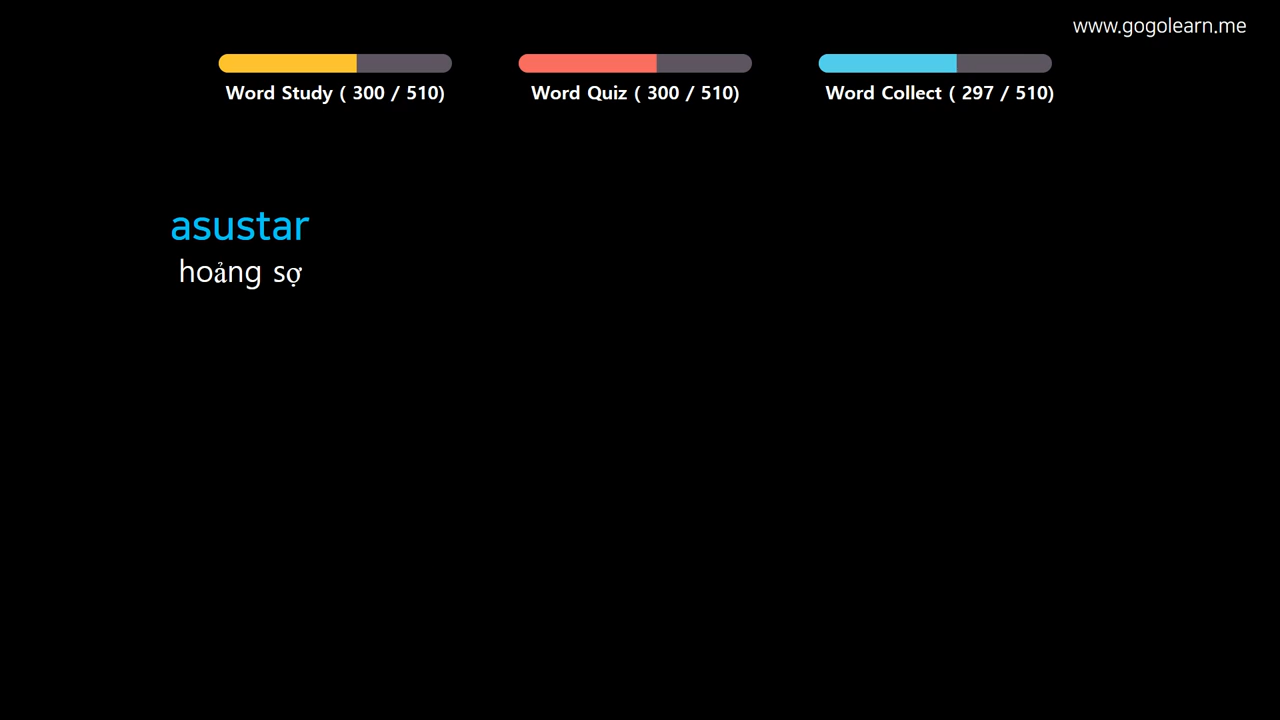 www.gogolearn.me
Word Study ( 300 / 510)
Word Quiz ( 300 / 510)
Word Collect ( 297 / 510)
asustar
hoảng sợ